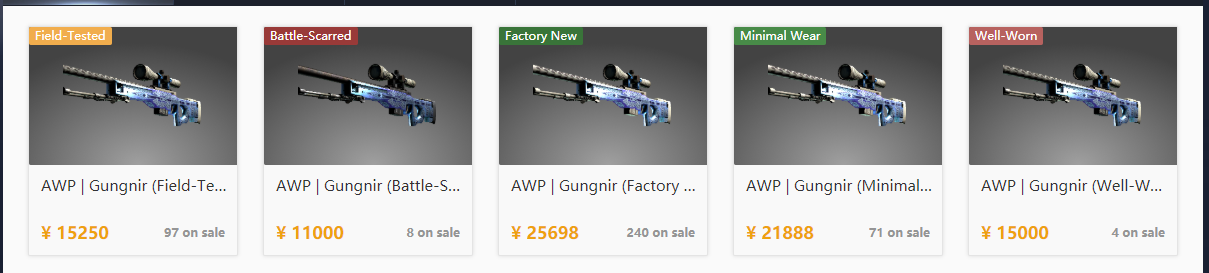 Field-Tested
AWP | Gungnir (Field-Te...
¥ 15250 97 on sale
Battle-Scarred
AWP | Gungnir (Battle-S...
¥ 11000 8 on sale
Factory New
AWP | Gungnir (Factory ...
¥ 25698 240 on sale
Minimal Wear
AWP | Gungnir (Minimal...
¥ 21888 71 on sale
Well-Worn
AWP | Gungnir (Well-W...
¥ 15000 4 on sale